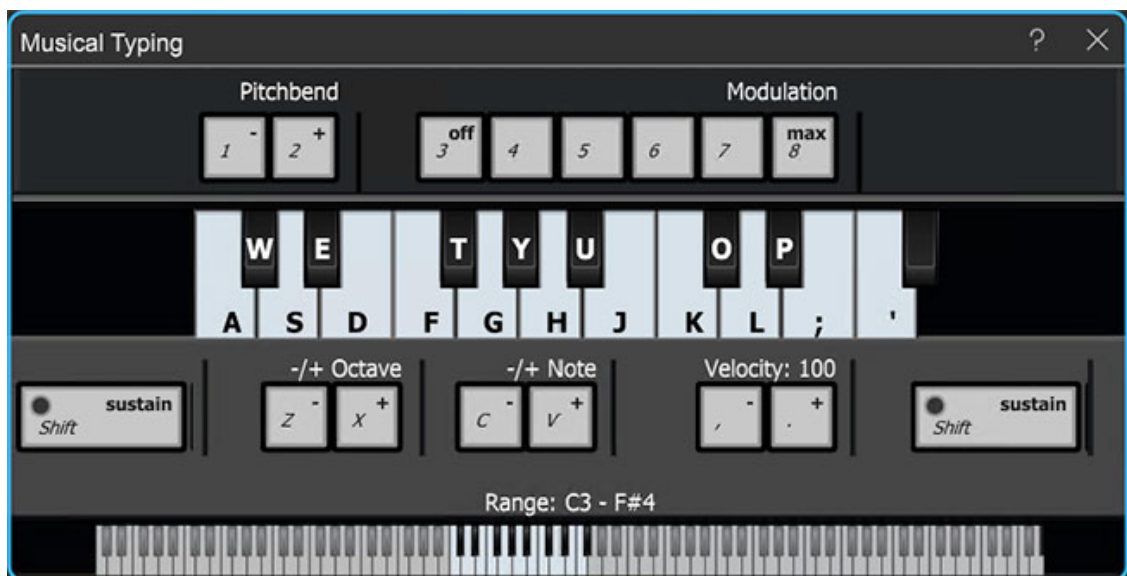 Musical Typing ?
Pitchbend Modulation
- + off max
1 2 3 4 5 6 7 8
W E T Y U O P
A S D F G H J K L ; '
-/+ Octave -/+ Note Velocity: 100
sustain - + - + - + sustain
Shift Z X C V , . Shift
Range: C3 - F#4